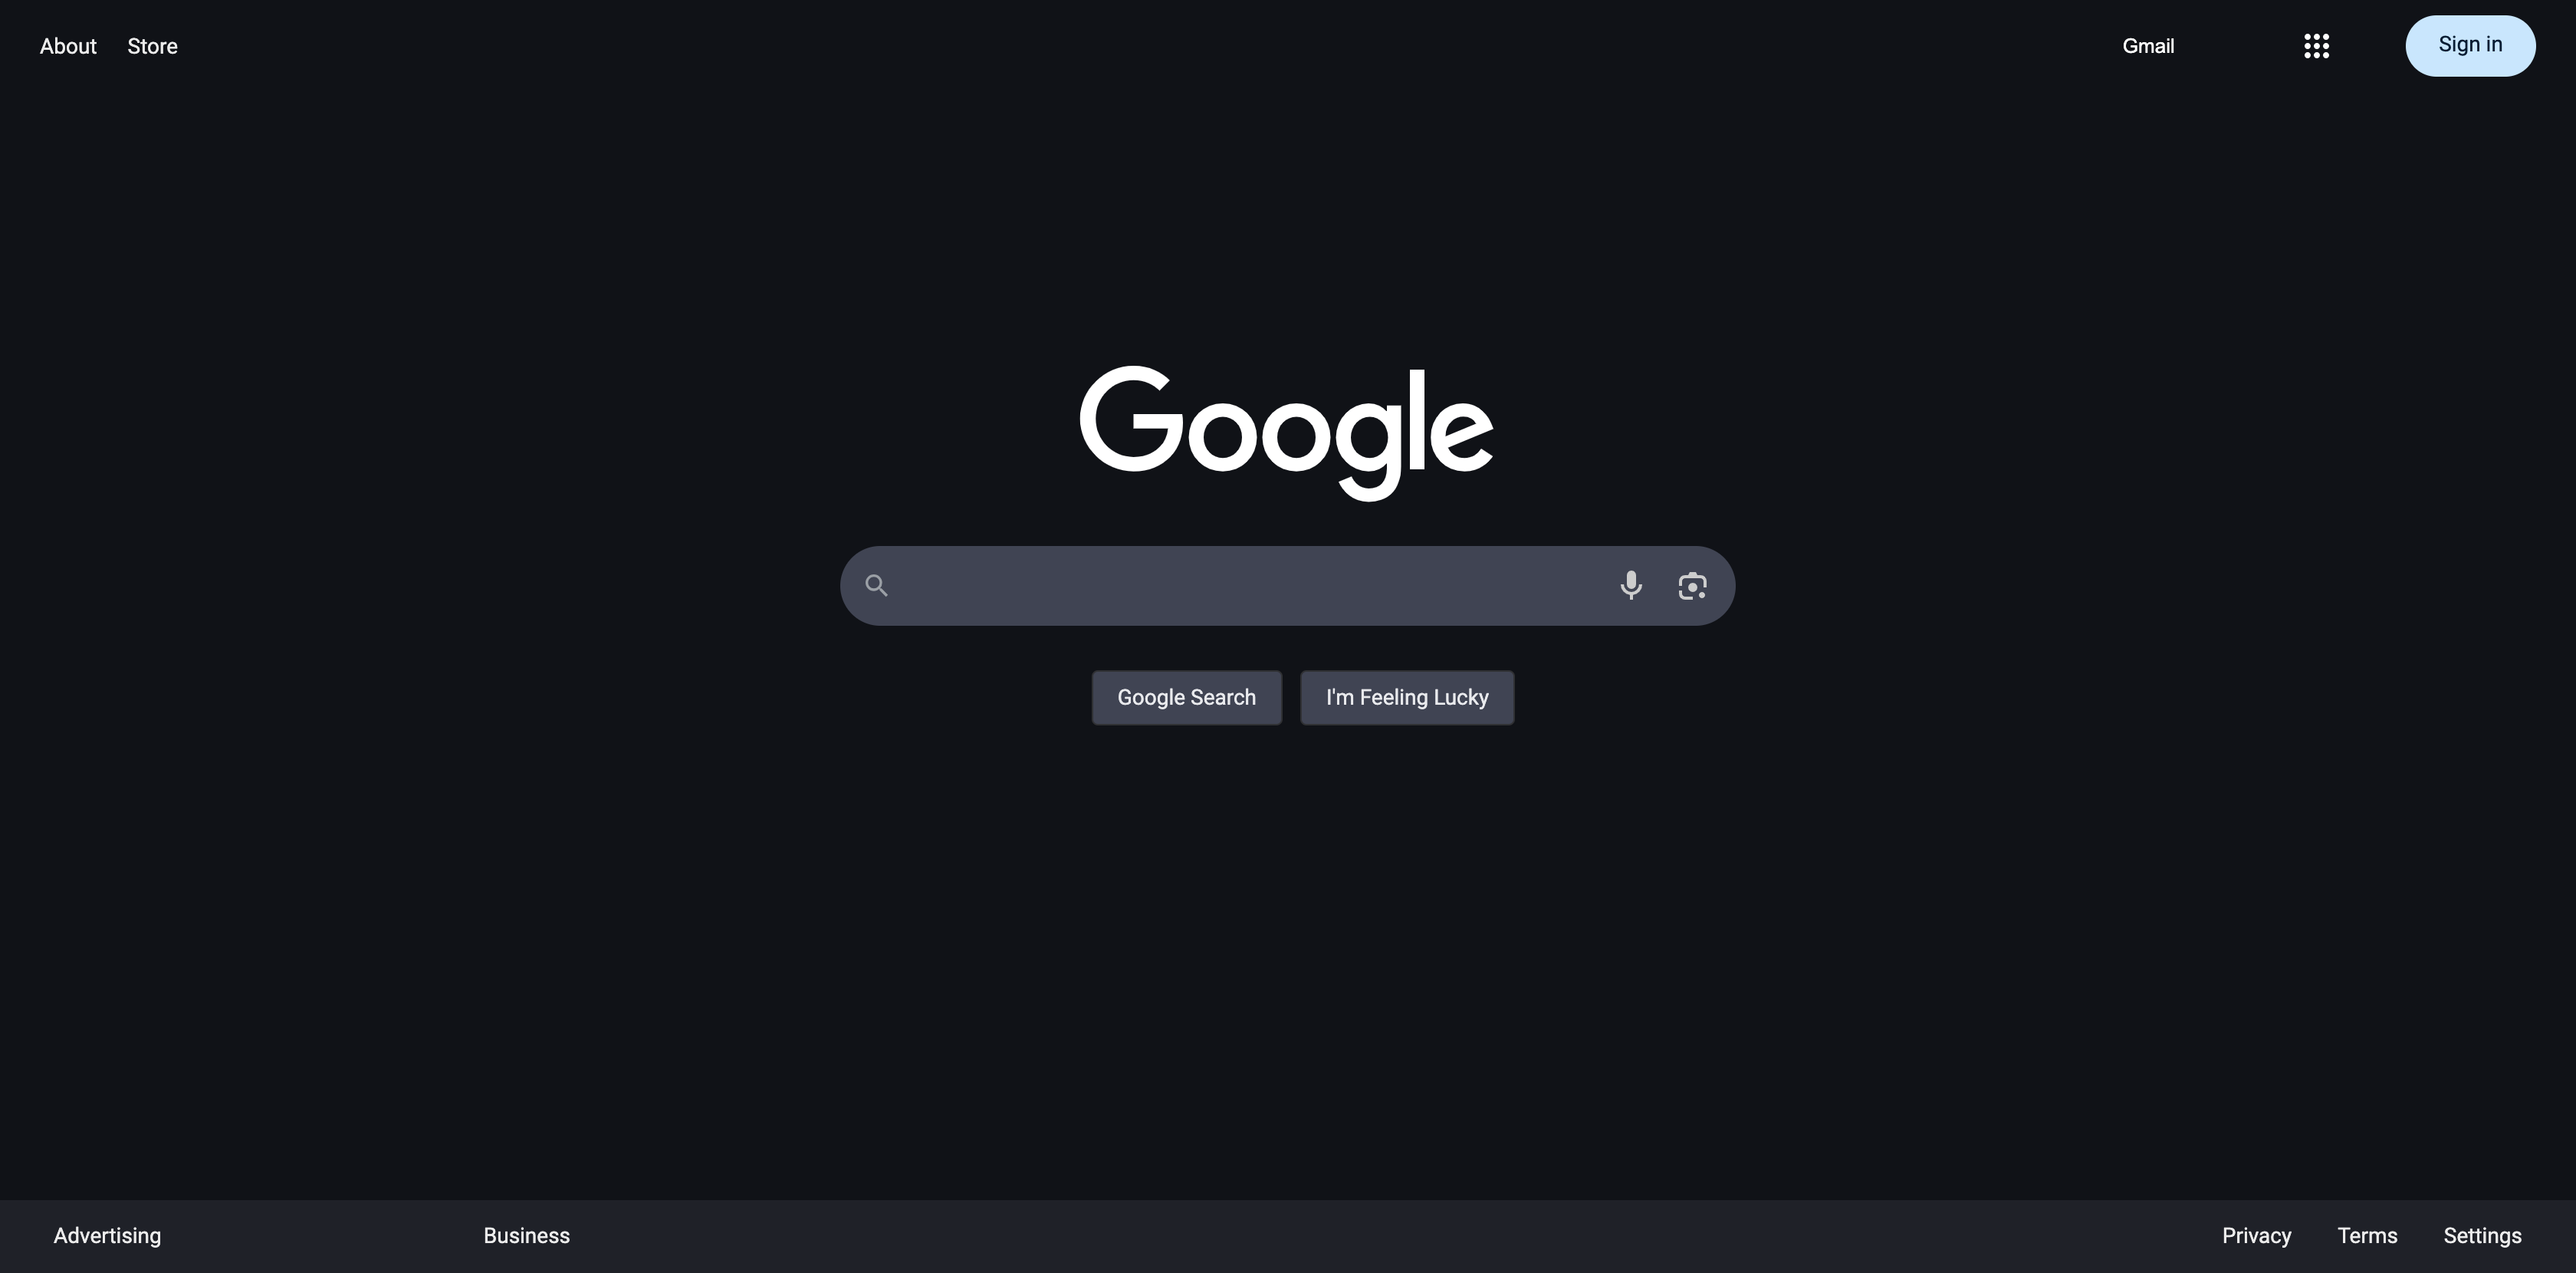 About Store Gmail Sign in
Google
Google Search I'm Feeling Lucky
Advertising Business Privacy Terms Settings